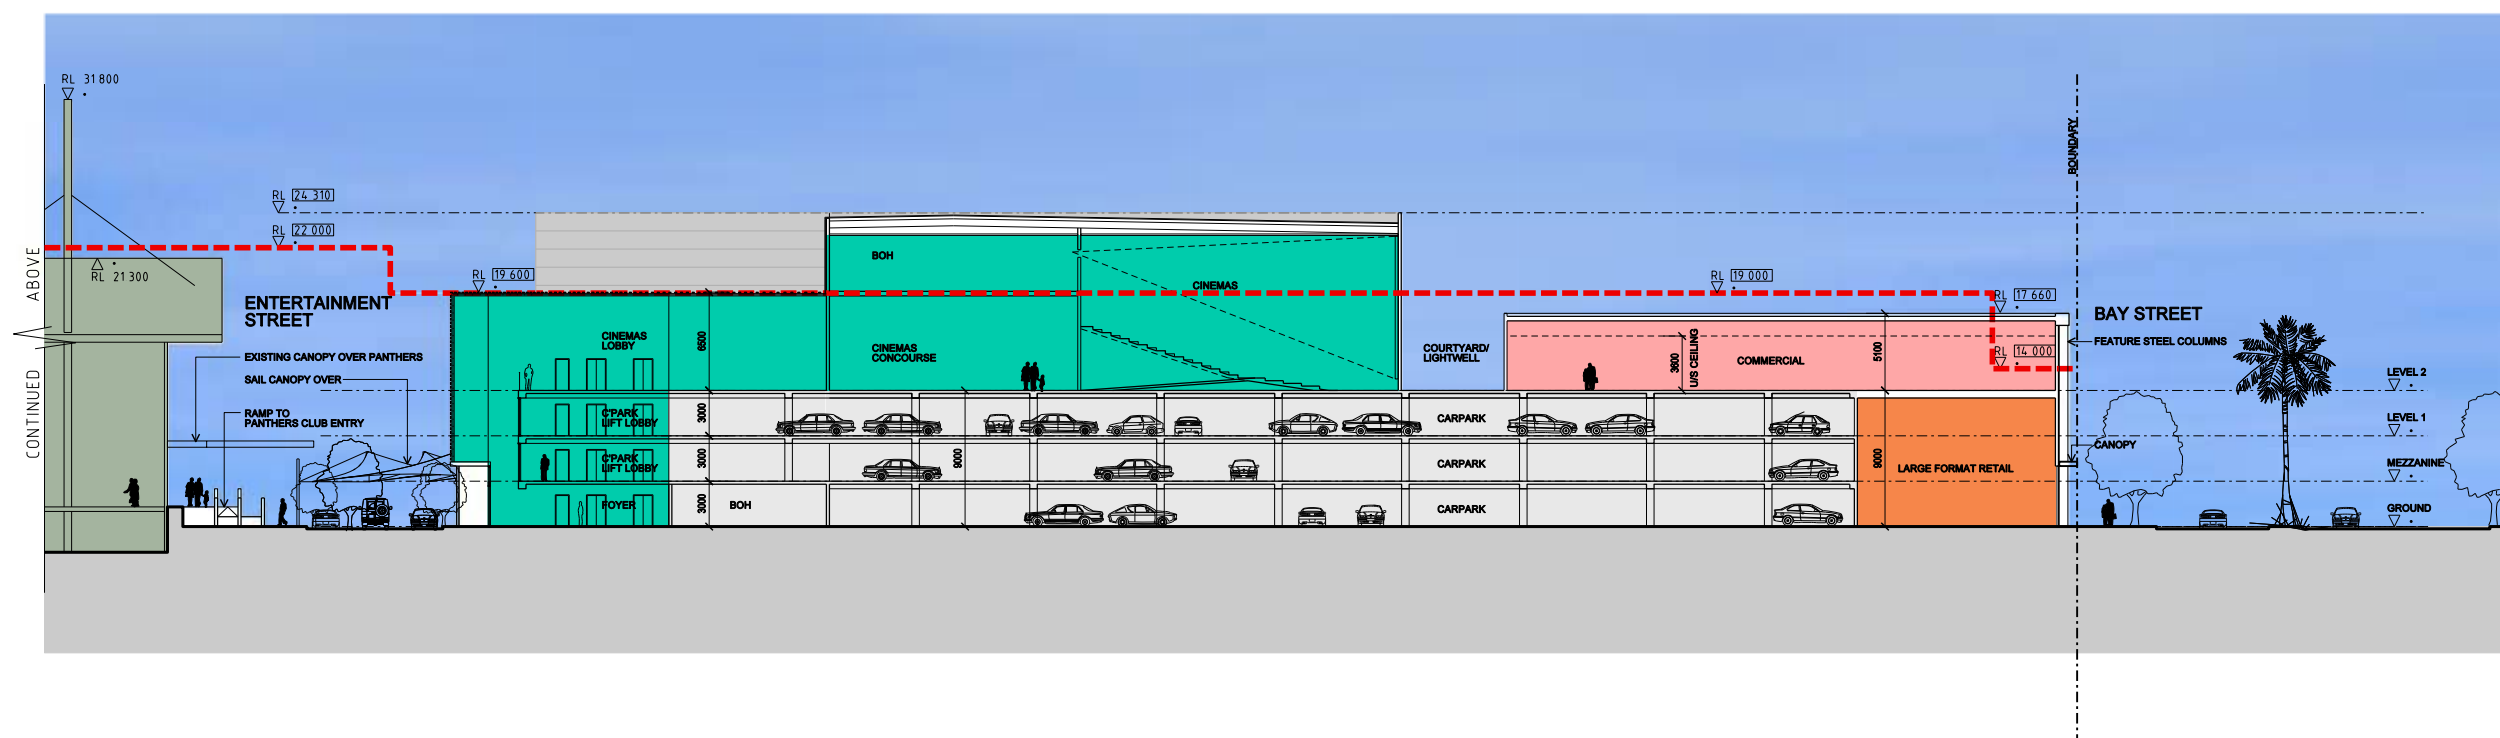 RL 31 800
RL 24 310
RL 22 000
RL 21 300
CONTINUED ABOVE
ENTERTAINMENT
STREET
EXISTING CANOPY OVER PANTHERS
SAIL CANOPY OVER
RAMP TO
PANTHERS CLUB ENTRY
RL 19 600
CINEMAS
LOBBY
6500
C'PARK
LIFT LOBBY
3000
C'PARK
LIFT LOBBY
3000
FOYER
3000
BOH
BOH
CINEMAS
CONCOURSE
9000
CINEMAS
COURTYARD/
LIGHTWELL
CARPARK
CARPARK
CARPARK
RL 19 000
3600
U/S CEILING
COMMERCIAL
5100
9000
LARGE FORMAT RETAIL
RL 17 660
RL 14 000
BOUNDARY
BAY STREET
FEATURE STEEL COLUMNS
CANOPY
LEVEL 2
LEVEL 1
MEZZANINE
GROUND